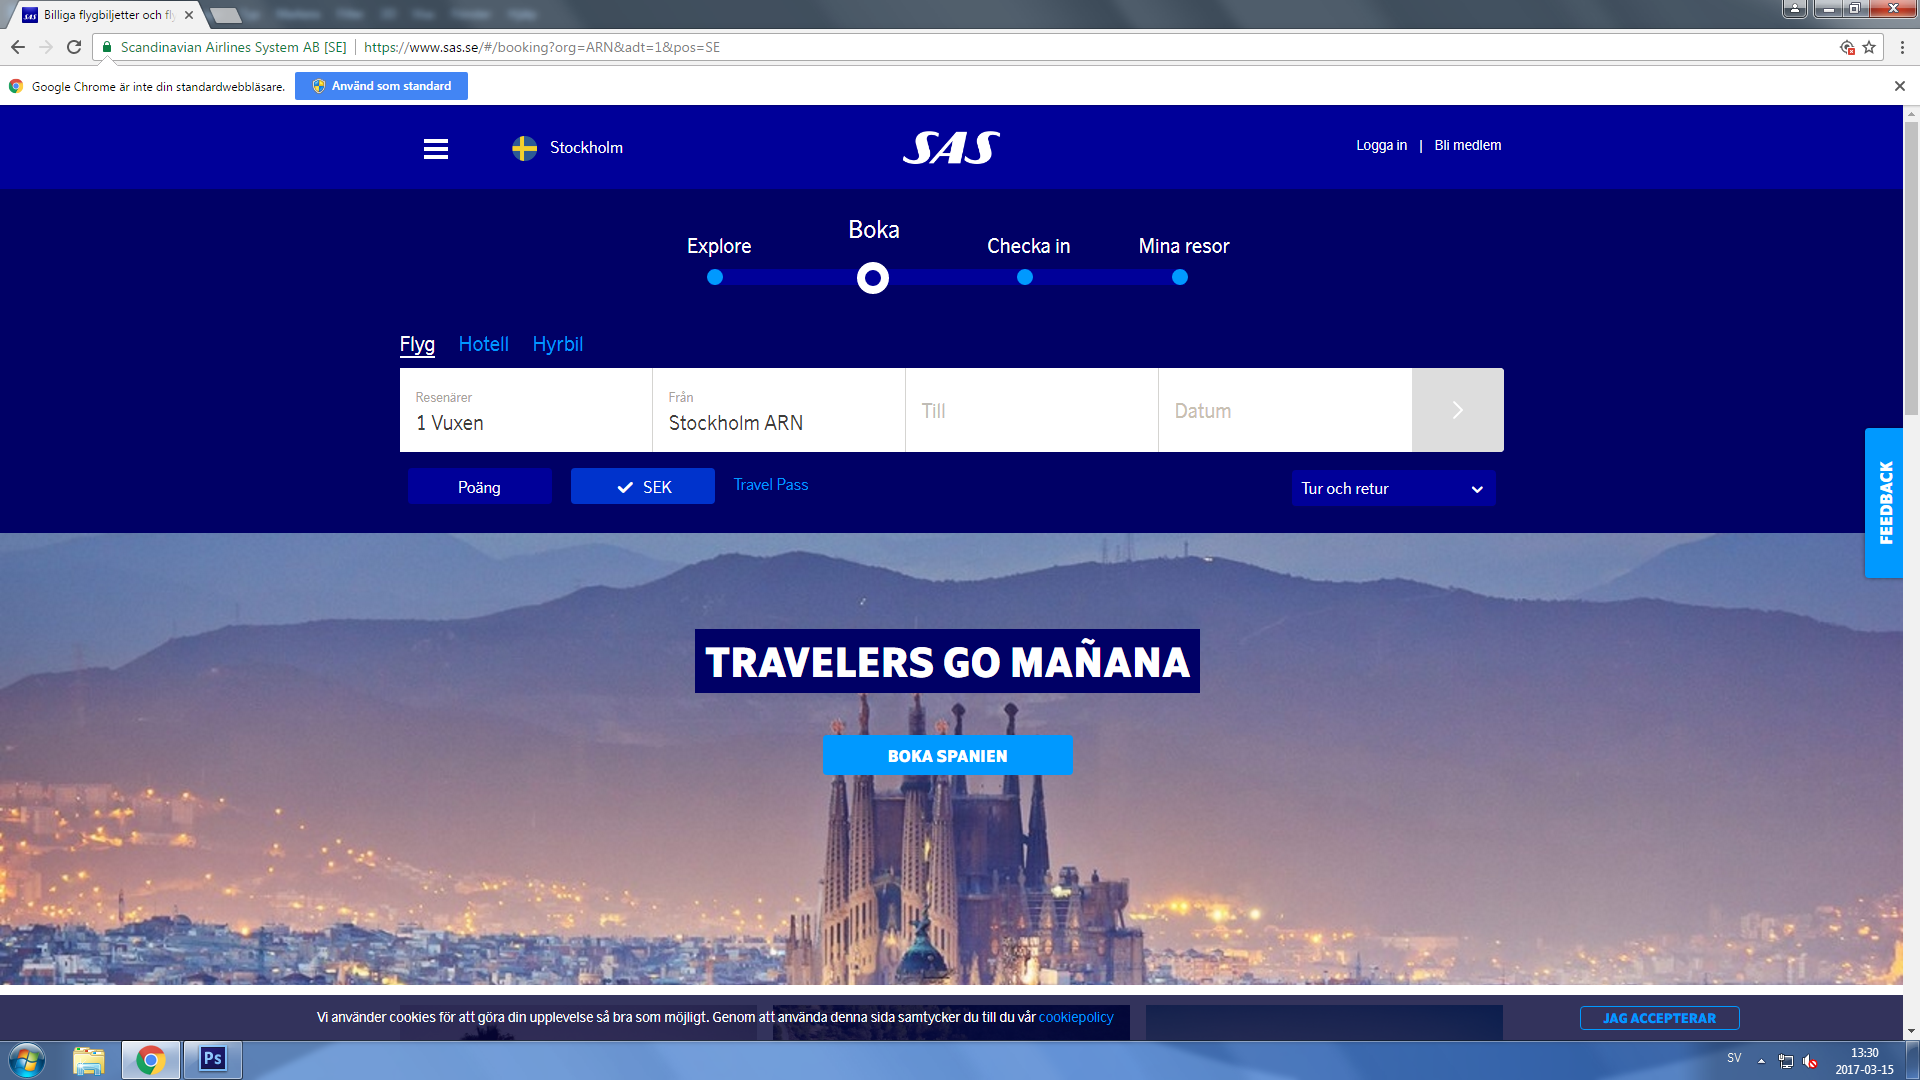 Billiga flygbiljetter och fl
Scandinavian Airlines System AB [SE]
https://www.sas.se/#/booking?org=ARN&adt=1&pos=SE
Google Chrome är inte din standardwebbläsare.
Använd som standard
Stockholm
SAS
Logga in | Bli medlem
Explore
Boka
Checka in
Mina resor
Flyg
Hotell
Hyrbil
Resenärer
1 Vuxen
Från
Stockholm ARN
Till
Datum
Poäng
SEK
Travel Pass
Tur och retur
FEEDBACK
TRAVELERS GO MAÑANA
BOKA SPANIEN
Vi använder cookies för att göra din upplevelse så bra som möjligt. Genom att använda denna sida samtycker du till du vår cookiepolicy
JAG ACCEPTERAR
Ps
SV
13:30
2017-03-15